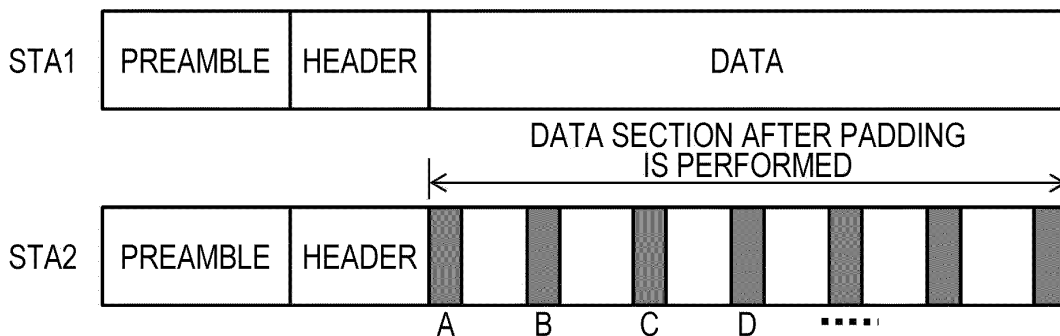 STA1 PREAMBLE HEADER DATA
DATA SECTION AFTER PADDING
IS PERFORMED
STA2 PREAMBLE HEADER
A B C D